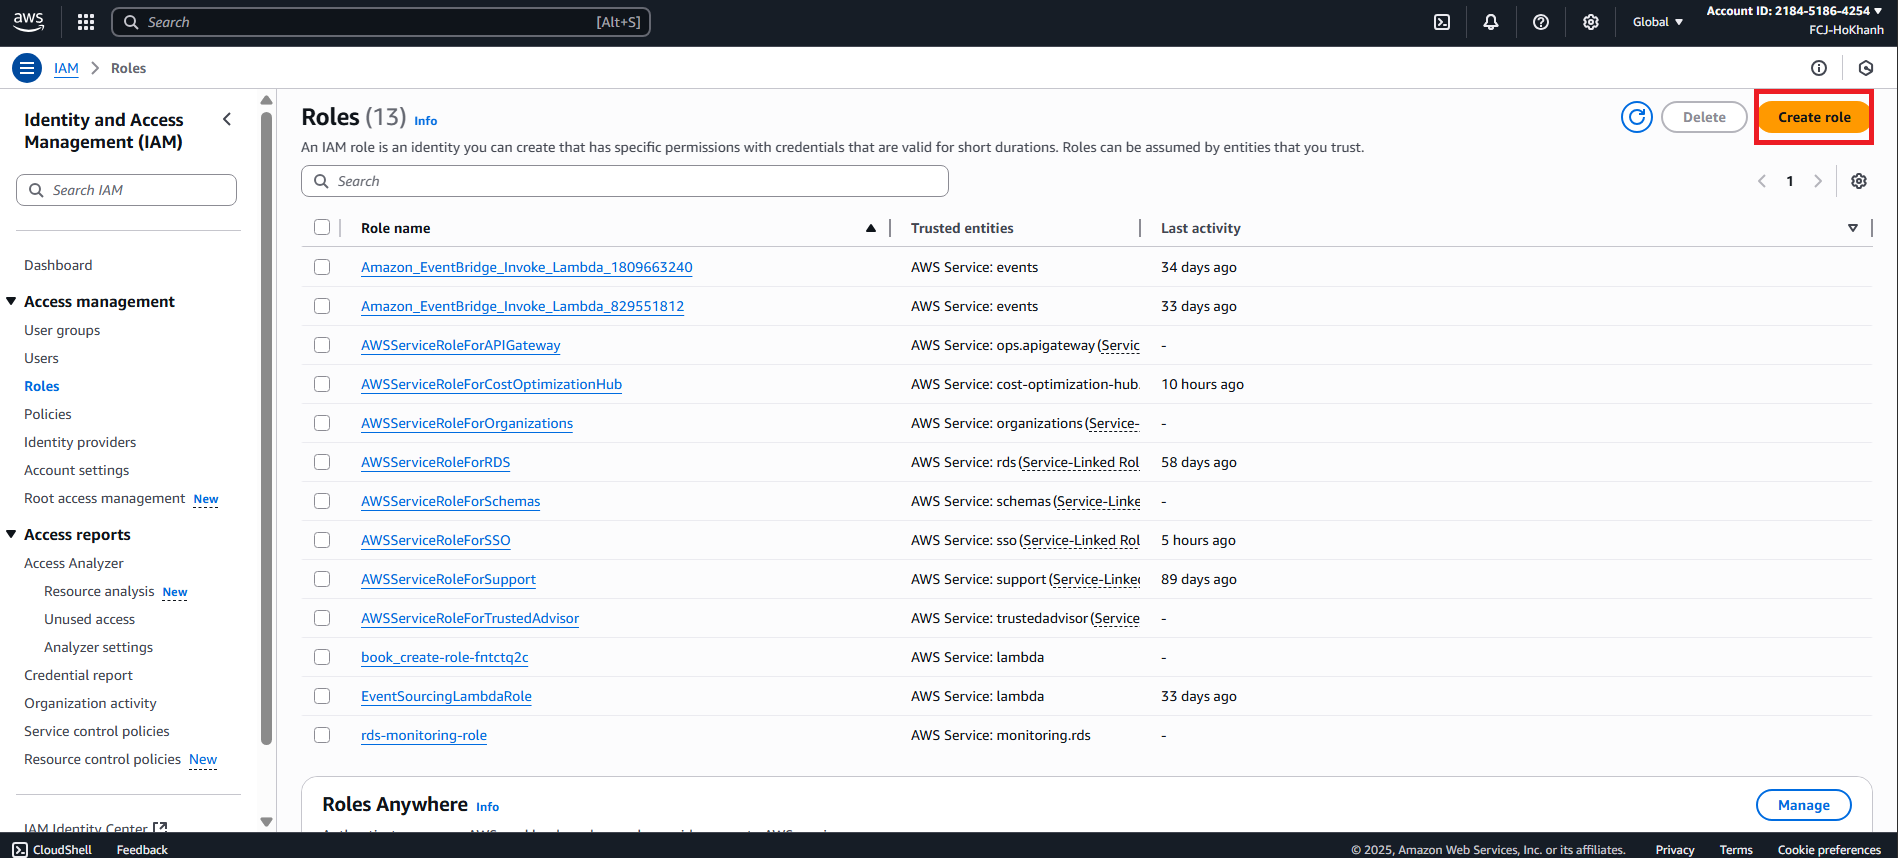 aws
Search
[Alt+S]
Global
Account ID: 2184-5186-4254
FCJ-HoKhanh
IAM
Roles
Identity and Access
Management (IAM)
Search IAM
Dashboard
Access management
User groups
Users
Roles
Policies
Identity providers
Account settings
Root access management New
Access reports
Access Analyzer
Resource analysis New
Unused access
Analyzer settings
Credential report
Organization activity
Service control policies
Resource control policies New
IAM Identity Center
Roles (13) Info
Delete
Create role
An IAM role is an identity you can create that has specific permissions with credentials that are valid for short durations. Roles can be assumed by entities that you trust.
Search
1
Role name Trusted entities Last activity
Amazon_EventBridge_Invoke_Lambda_1809663240 AWS Service: events 34 days ago
Amazon_EventBridge_Invoke_Lambda_829551812 AWS Service: events 33 days ago
AWSServiceRoleForAPIGateway AWS Service: ops.apigateway (Servic -
AWSServiceRoleForCostOptimizationHub AWS Service: cost-optimization-hub. 10 hours ago
AWSServiceRoleForOrganizations AWS Service: organizations (Service- -
AWSServiceRoleForRDS AWS Service: rds (Service-Linked Rol 58 days ago
AWSServiceRoleForSchemas AWS Service: schemas (Service-Linke -
AWSServiceRoleForSSO AWS Service: sso (Service-Linked Rol 5 hours ago
AWSServiceRoleForSupport AWS Service: support (Service-Linked 89 days ago
AWSServiceRoleForTrustedAdvisor AWS Service: trustedadvisor (Service -
book_create-role-fntctq2c AWS Service: lambda -
EventSourcingLambdaRole AWS Service: lambda 33 days ago
rds-monitoring-role AWS Service: monitoring.rds -
Roles Anywhere Info
Manage
CloudShell
Feedback
© 2025, Amazon Web Services, Inc. or its affiliates.
Privacy
Terms
Cookie preferences